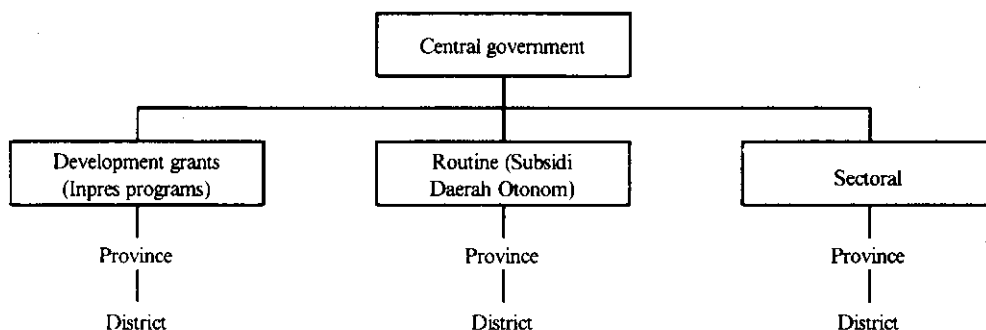 Central government
Development grants
(Inpres programs)
Routine (Subsidi
Daerah Otonom)
Sectoral
Province
Province
Province
District
District
District